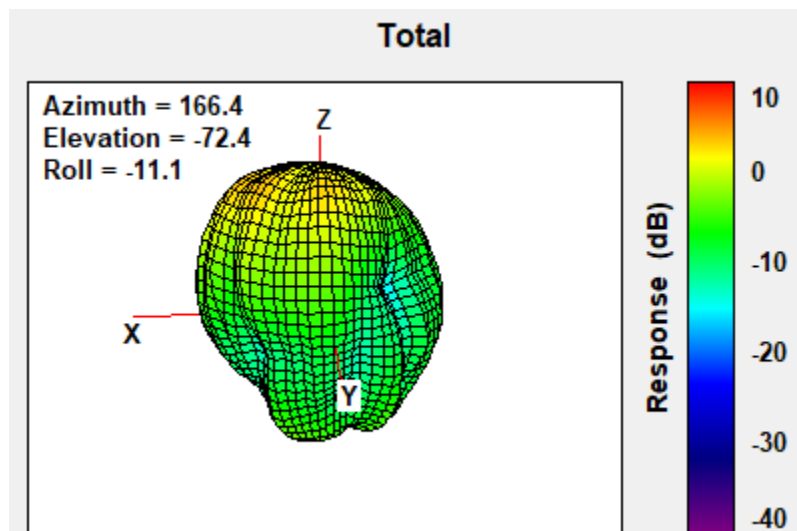 Total
Azimuth = 166.4
Elevation = -72.4
Roll = -11.1
Z
X
Y
Response (dB)
10
0
-10
-20
-30
-40